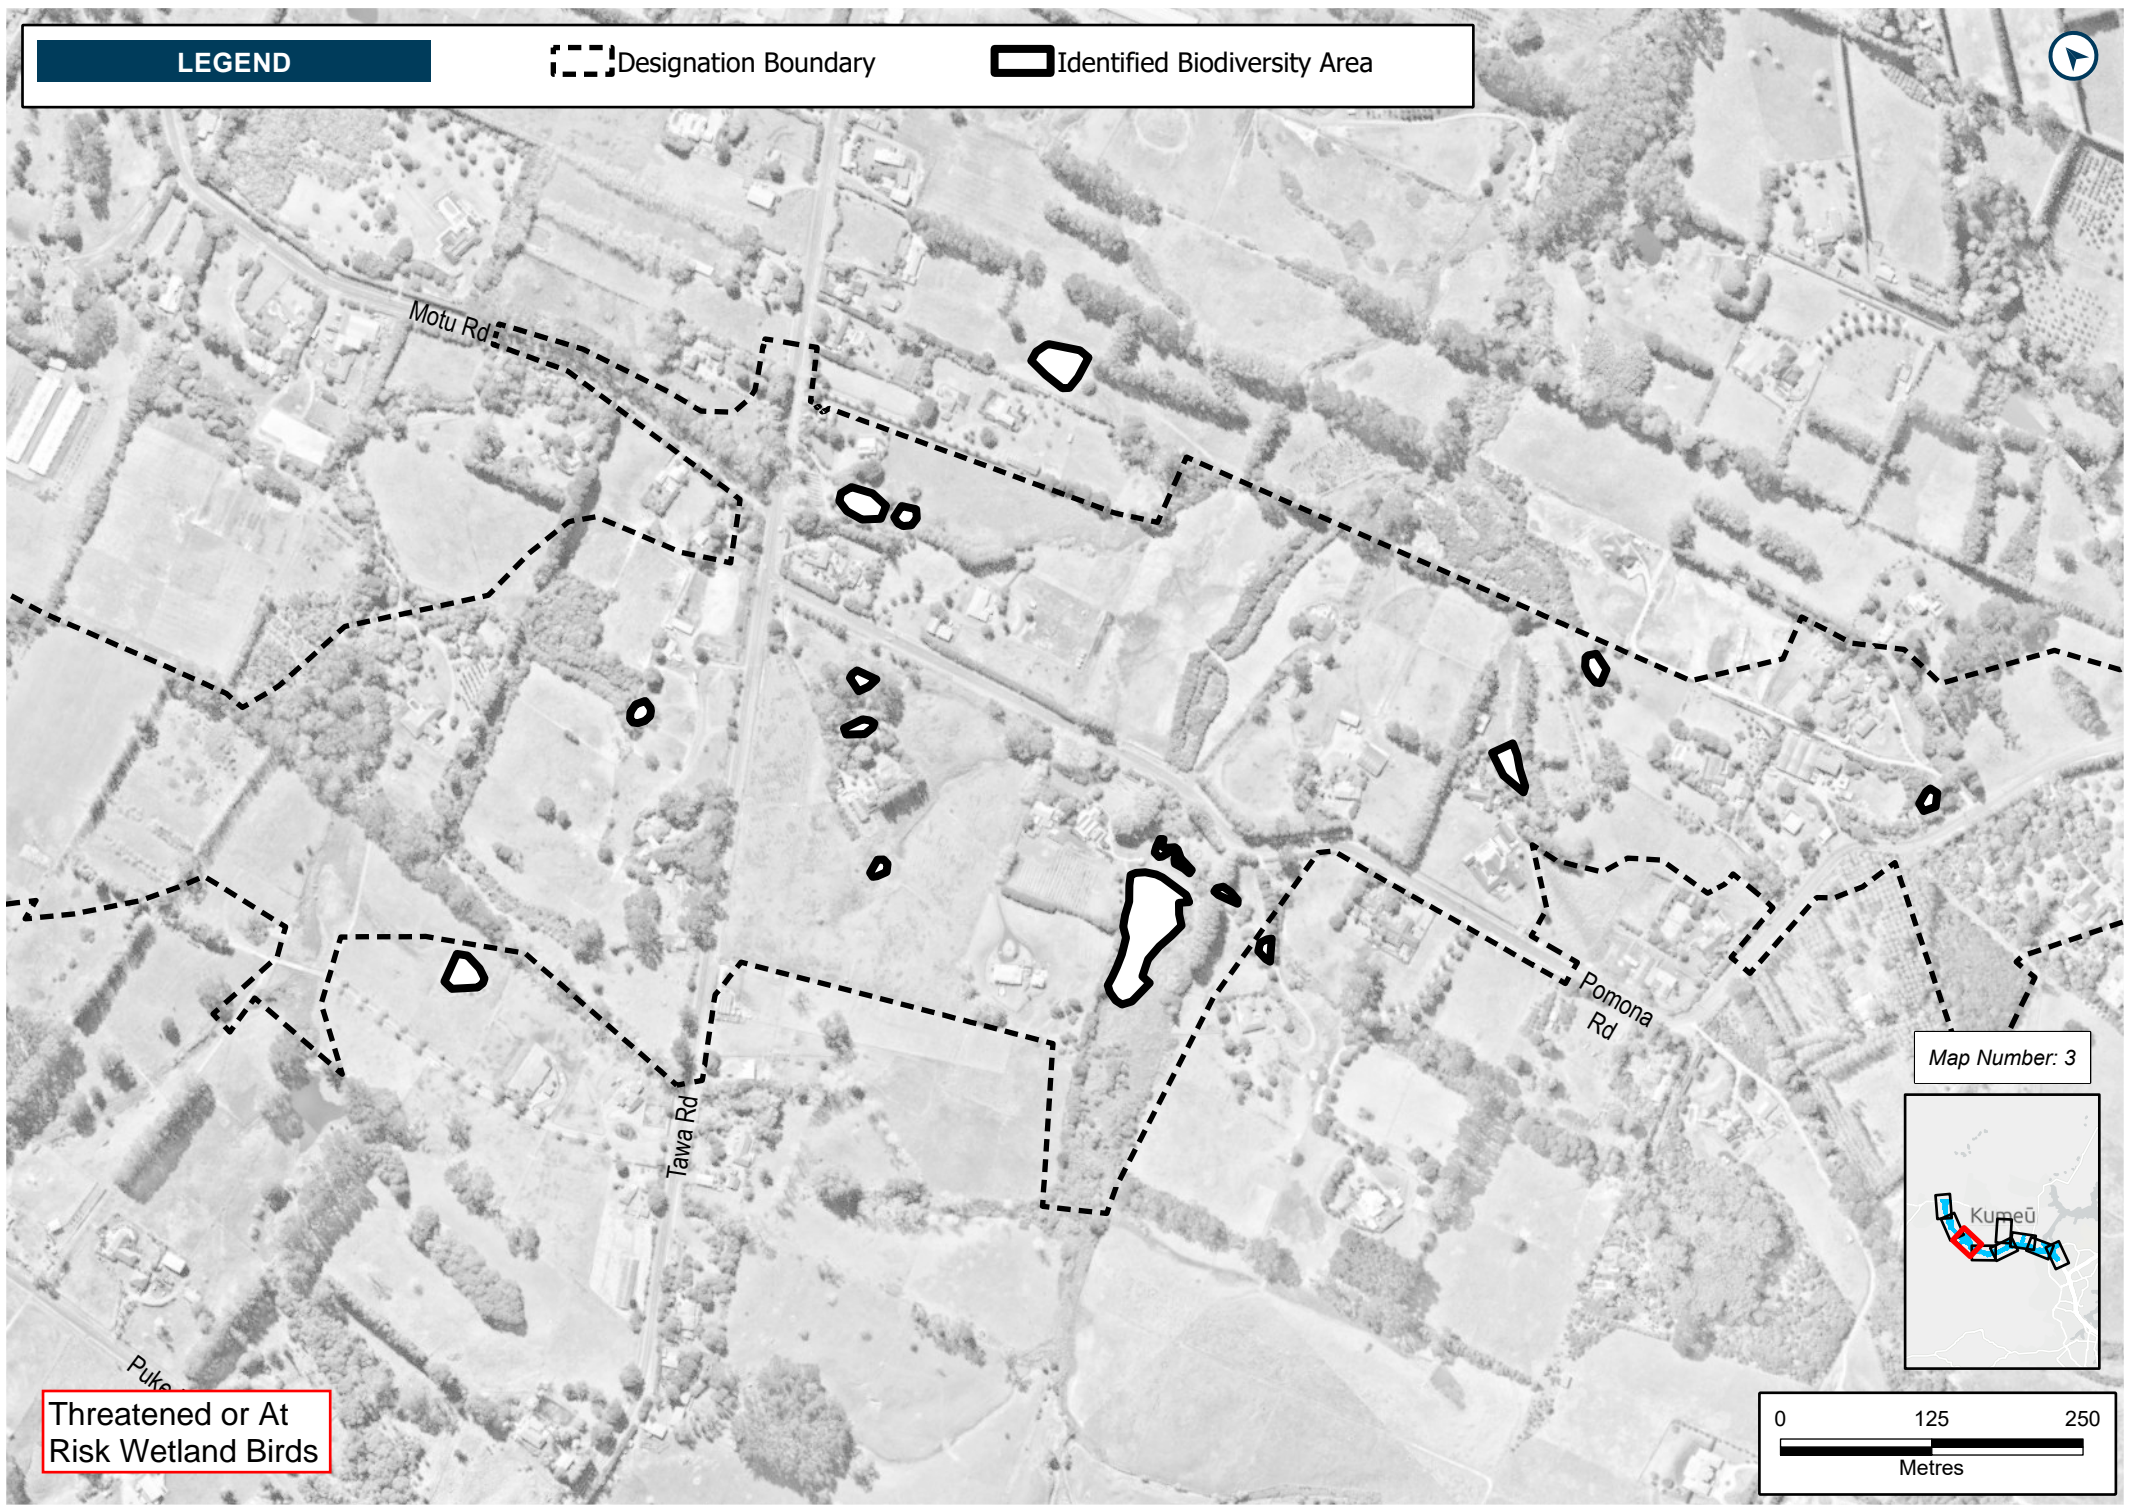 LEGEND
Designation Boundary
Identified Biodiversity Area
Motu Rd
Pomona
Rd
Tawa Rd
Map Number: 3
Kumeū
Puke
Threatened or At
Risk Wetland Birds
0 125 250
Metres